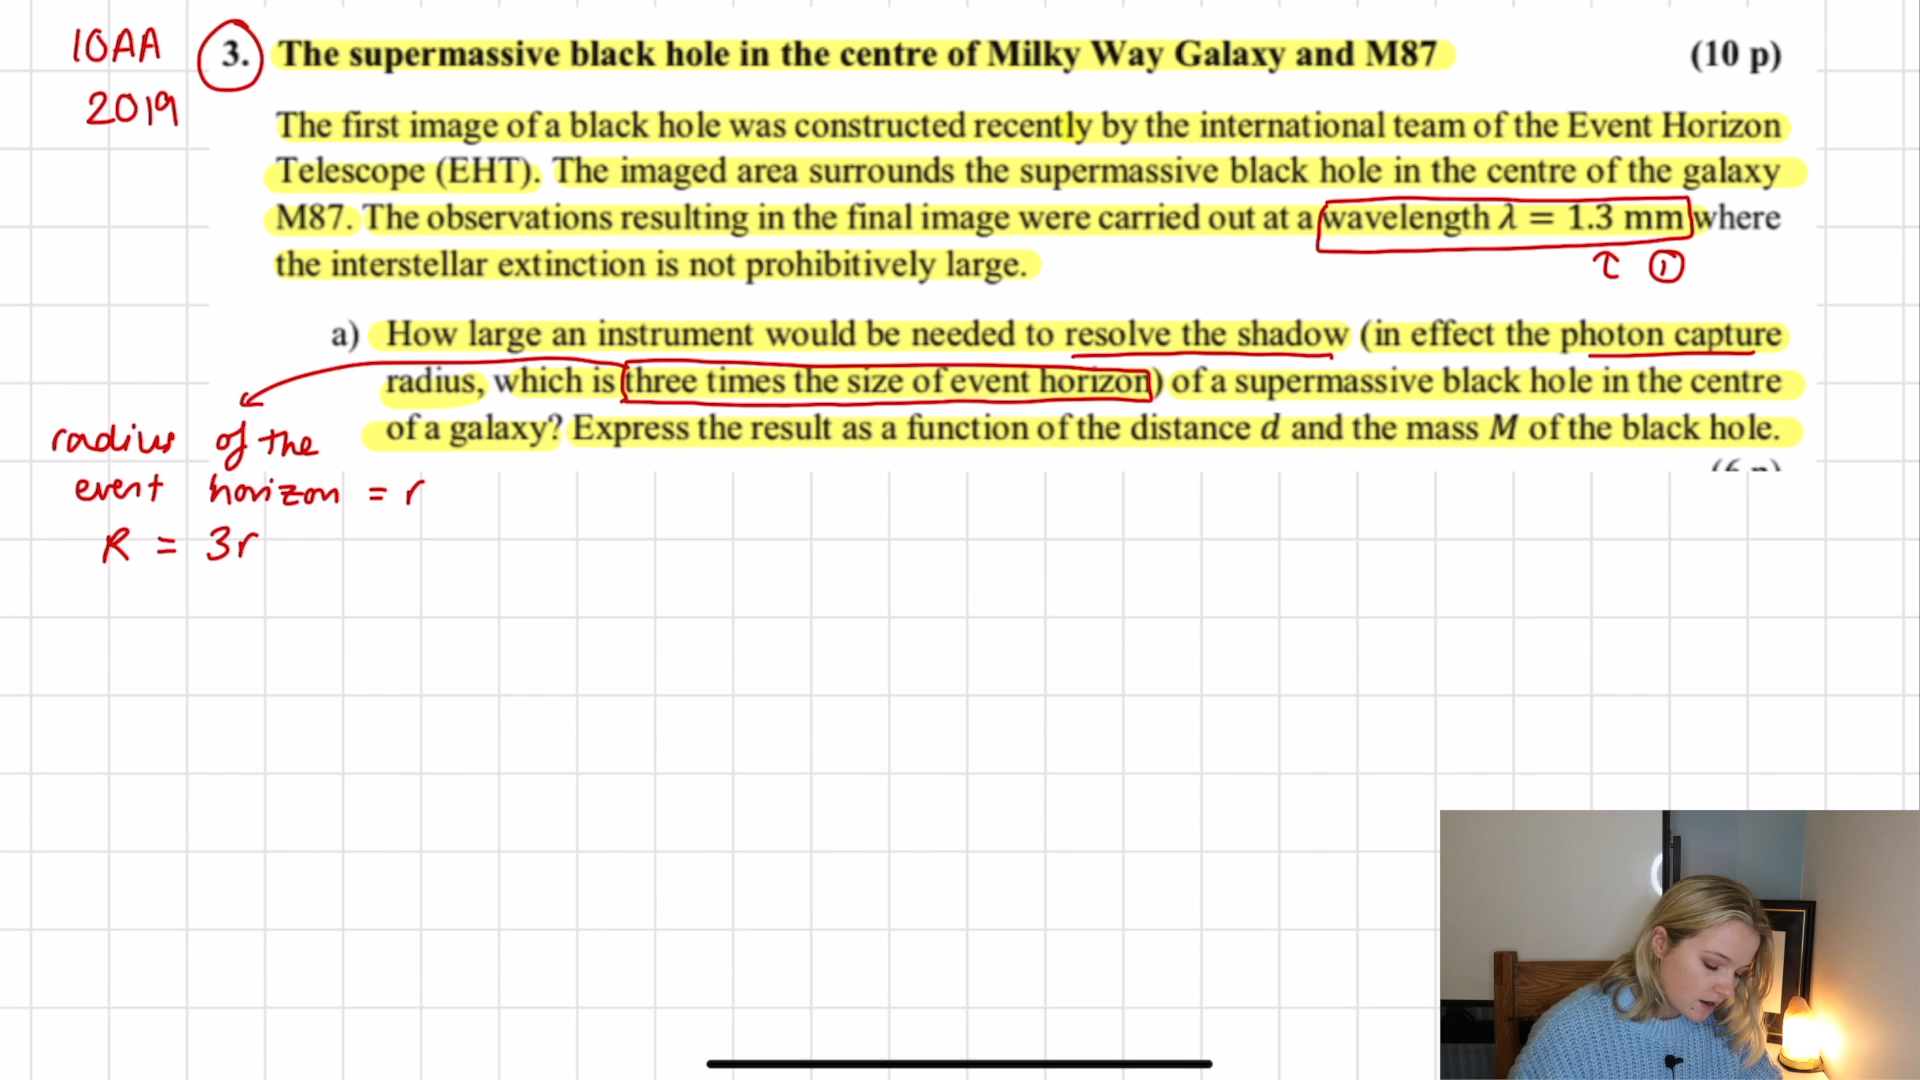 IOAA
2019
3. The supermassive black hole in the centre of Milky Way Galaxy and M87 (10 p)
The first image of a black hole was constructed recently by the international team of the Event Horizon
Telescope (EHT). The imaged area surrounds the supermassive black hole in the centre of the galaxy
M87. The observations resulting in the final image were carried out at a wavelength λ = 1.3 mm where
the interstellar extinction is not prohibitively large.
a) How large an instrument would be needed to resolve the shadow (in effect the photon capture
radius, which is three times the size of event horizon) of a supermassive black hole in the centre
of a galaxy? Express the result as a function of the distance d and the mass M of the black hole.
radius of the
event horizon = r
R = 3r